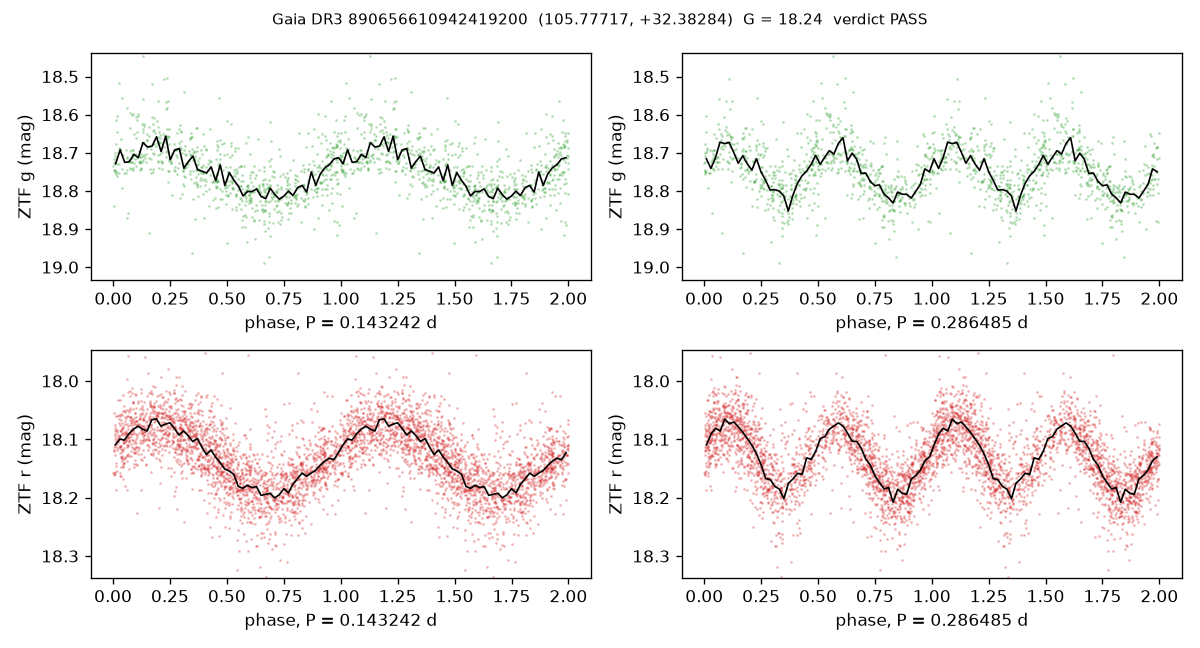 Gaia DR3 890656610942419200  (105.77717, +32.38284)  G = 18.24  verdict PASS
ZTF g (mag)
18.5
18.6
18.7
18.8
18.9
19.0
0.00 0.25 0.50 0.75 1.00 1.25 1.50 1.75 2.00
phase, P = 0.143242 d
ZTF g (mag)
18.5
18.6
18.7
18.8
18.9
19.0
0.00 0.25 0.50 0.75 1.00 1.25 1.50 1.75 2.00
phase, P = 0.286485 d
ZTF r (mag)
18.0
18.1
18.2
18.3
0.00 0.25 0.50 0.75 1.00 1.25 1.50 1.75 2.00
phase, P = 0.143242 d
ZTF r (mag)
18.0
18.1
18.2
18.3
0.00 0.25 0.50 0.75 1.00 1.25 1.50 1.75 2.00
phase, P = 0.286485 d